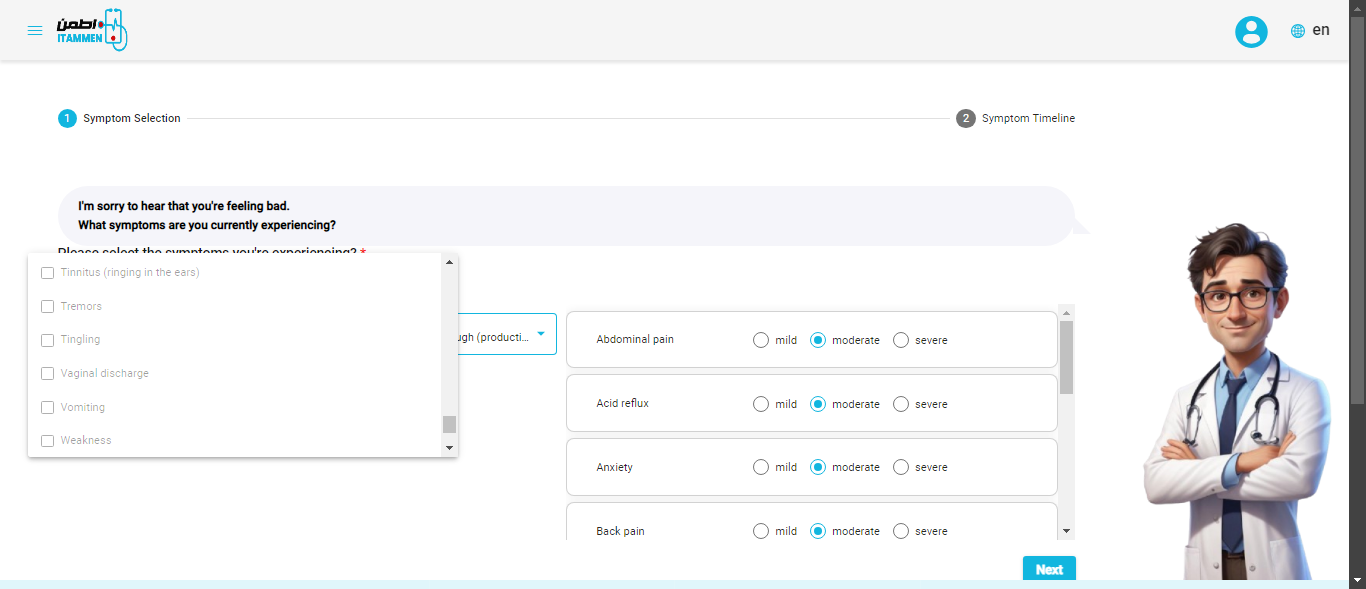 اطمن
ITAMMEN
en
1 Symptom Selection
2 Symptom Timeline
I'm sorry to hear that you're feeling bad.
What symptoms are you currently experiencing?
Please select the symptoms you're experiencing? *
Tinnitus (ringing in the ears)
Tremors
Tingling
Vaginal discharge
Vomiting
Weakness
ugh (producti...
Abdominal pain mild moderate severe
Acid reflux mild moderate severe
Anxiety mild moderate severe
Back pain mild moderate severe
Next